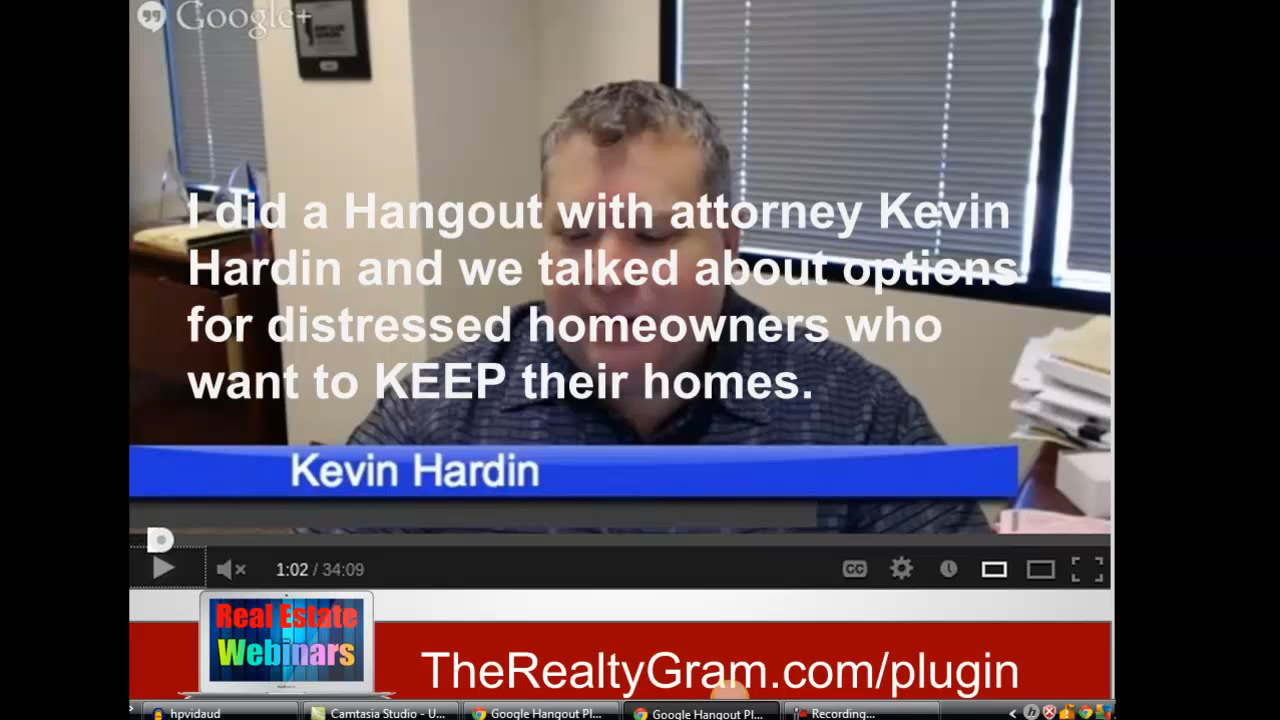 Google+
I did a Hangout with attorney Kevin
Hardin and we talked about options
for distressed homeowners who
want to KEEP their homes.
Kevin Hardin
1:02 / 34:09
CC
Real Estate
Webinars
TheRealtyGram.com/plugin
hpvidaud
Camtasia Studio - U...
Google Hangout Pl...
Google Hangout Pl...
Recording...